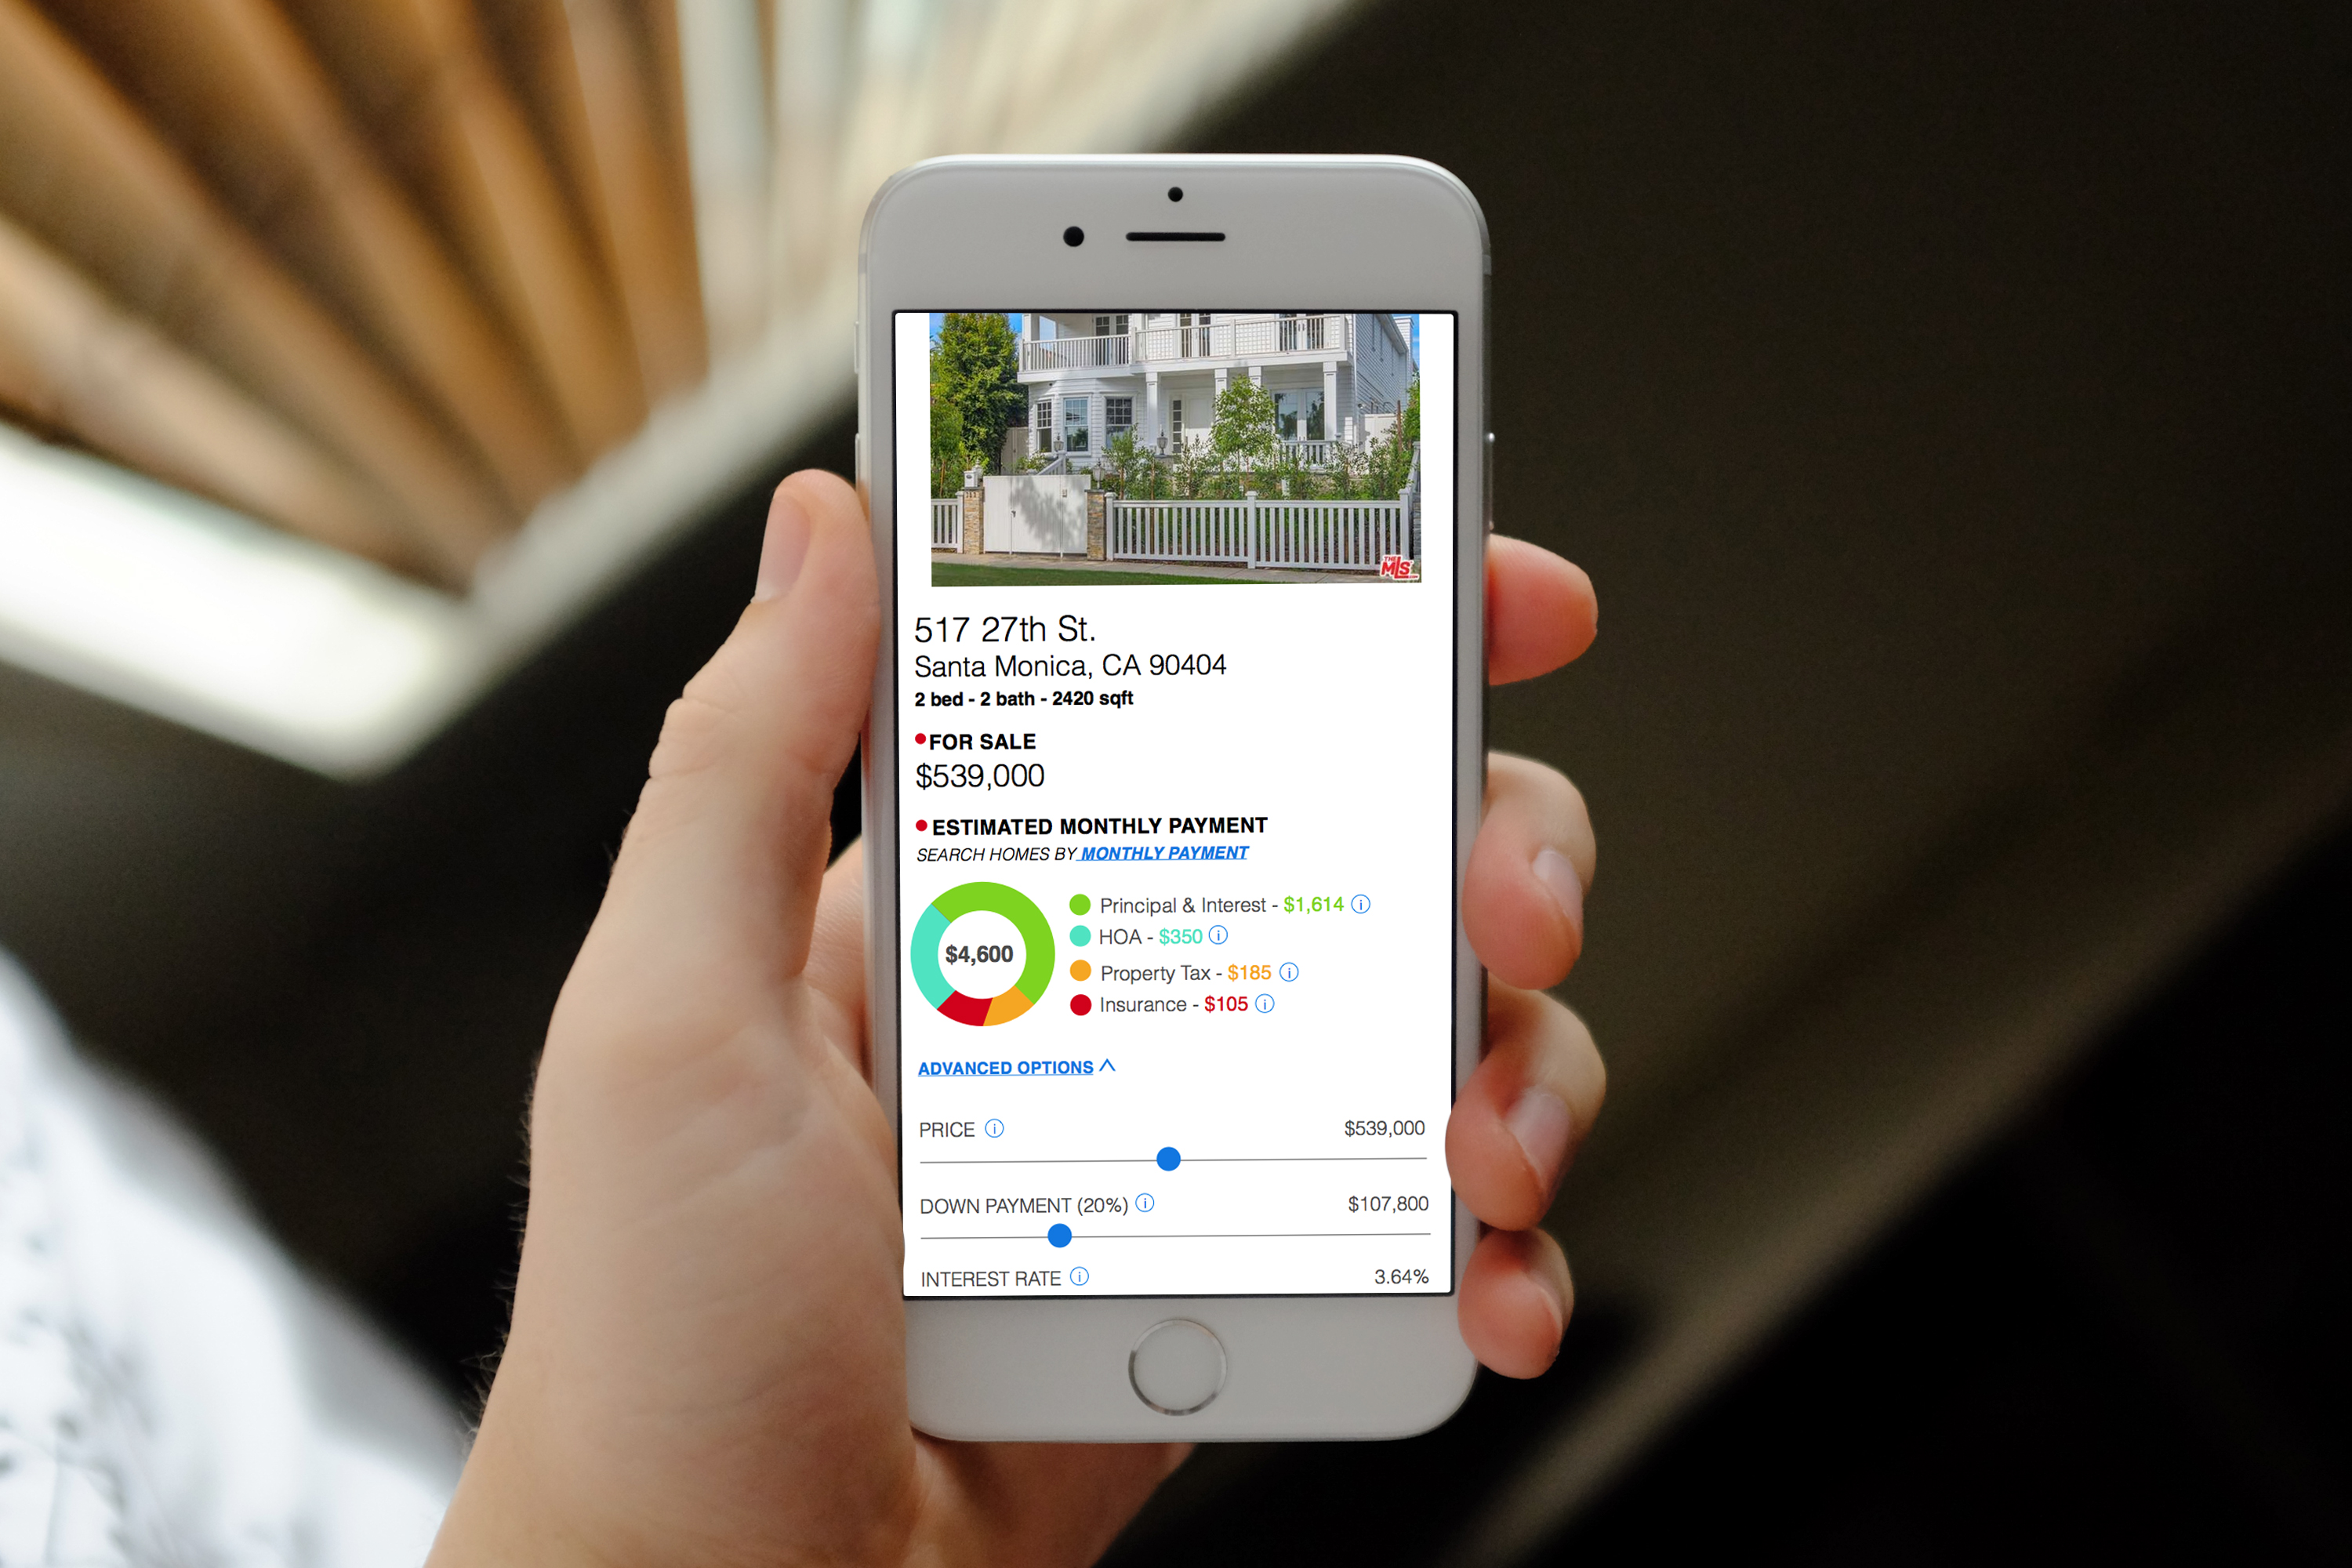 THE
MLS
517 27th St.
Santa Monica, CA 90404
2 bed - 2 bath - 2420 sqft
FOR SALE
$539,000
ESTIMATED MONTHLY PAYMENT
SEARCH HOMES BY MONTHLY PAYMENT
$4,600
Principal & Interest - $1,614
HOA - $350
Property Tax - $185
Insurance - $105
ADVANCED OPTIONS
PRICE $539,000
DOWN PAYMENT (20%) $107,800
INTEREST RATE 3.64%